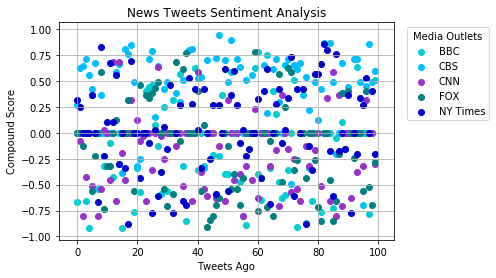 News Tweets Sentiment Analysis
Compound Score
1.00
0.75
0.50
0.25
0.00
−0.25
−0.50
−0.75
−1.00
0 20 40 60 80 100
Tweets Ago
Media Outlets
BBC
CBS
CNN
FOX
NY Times